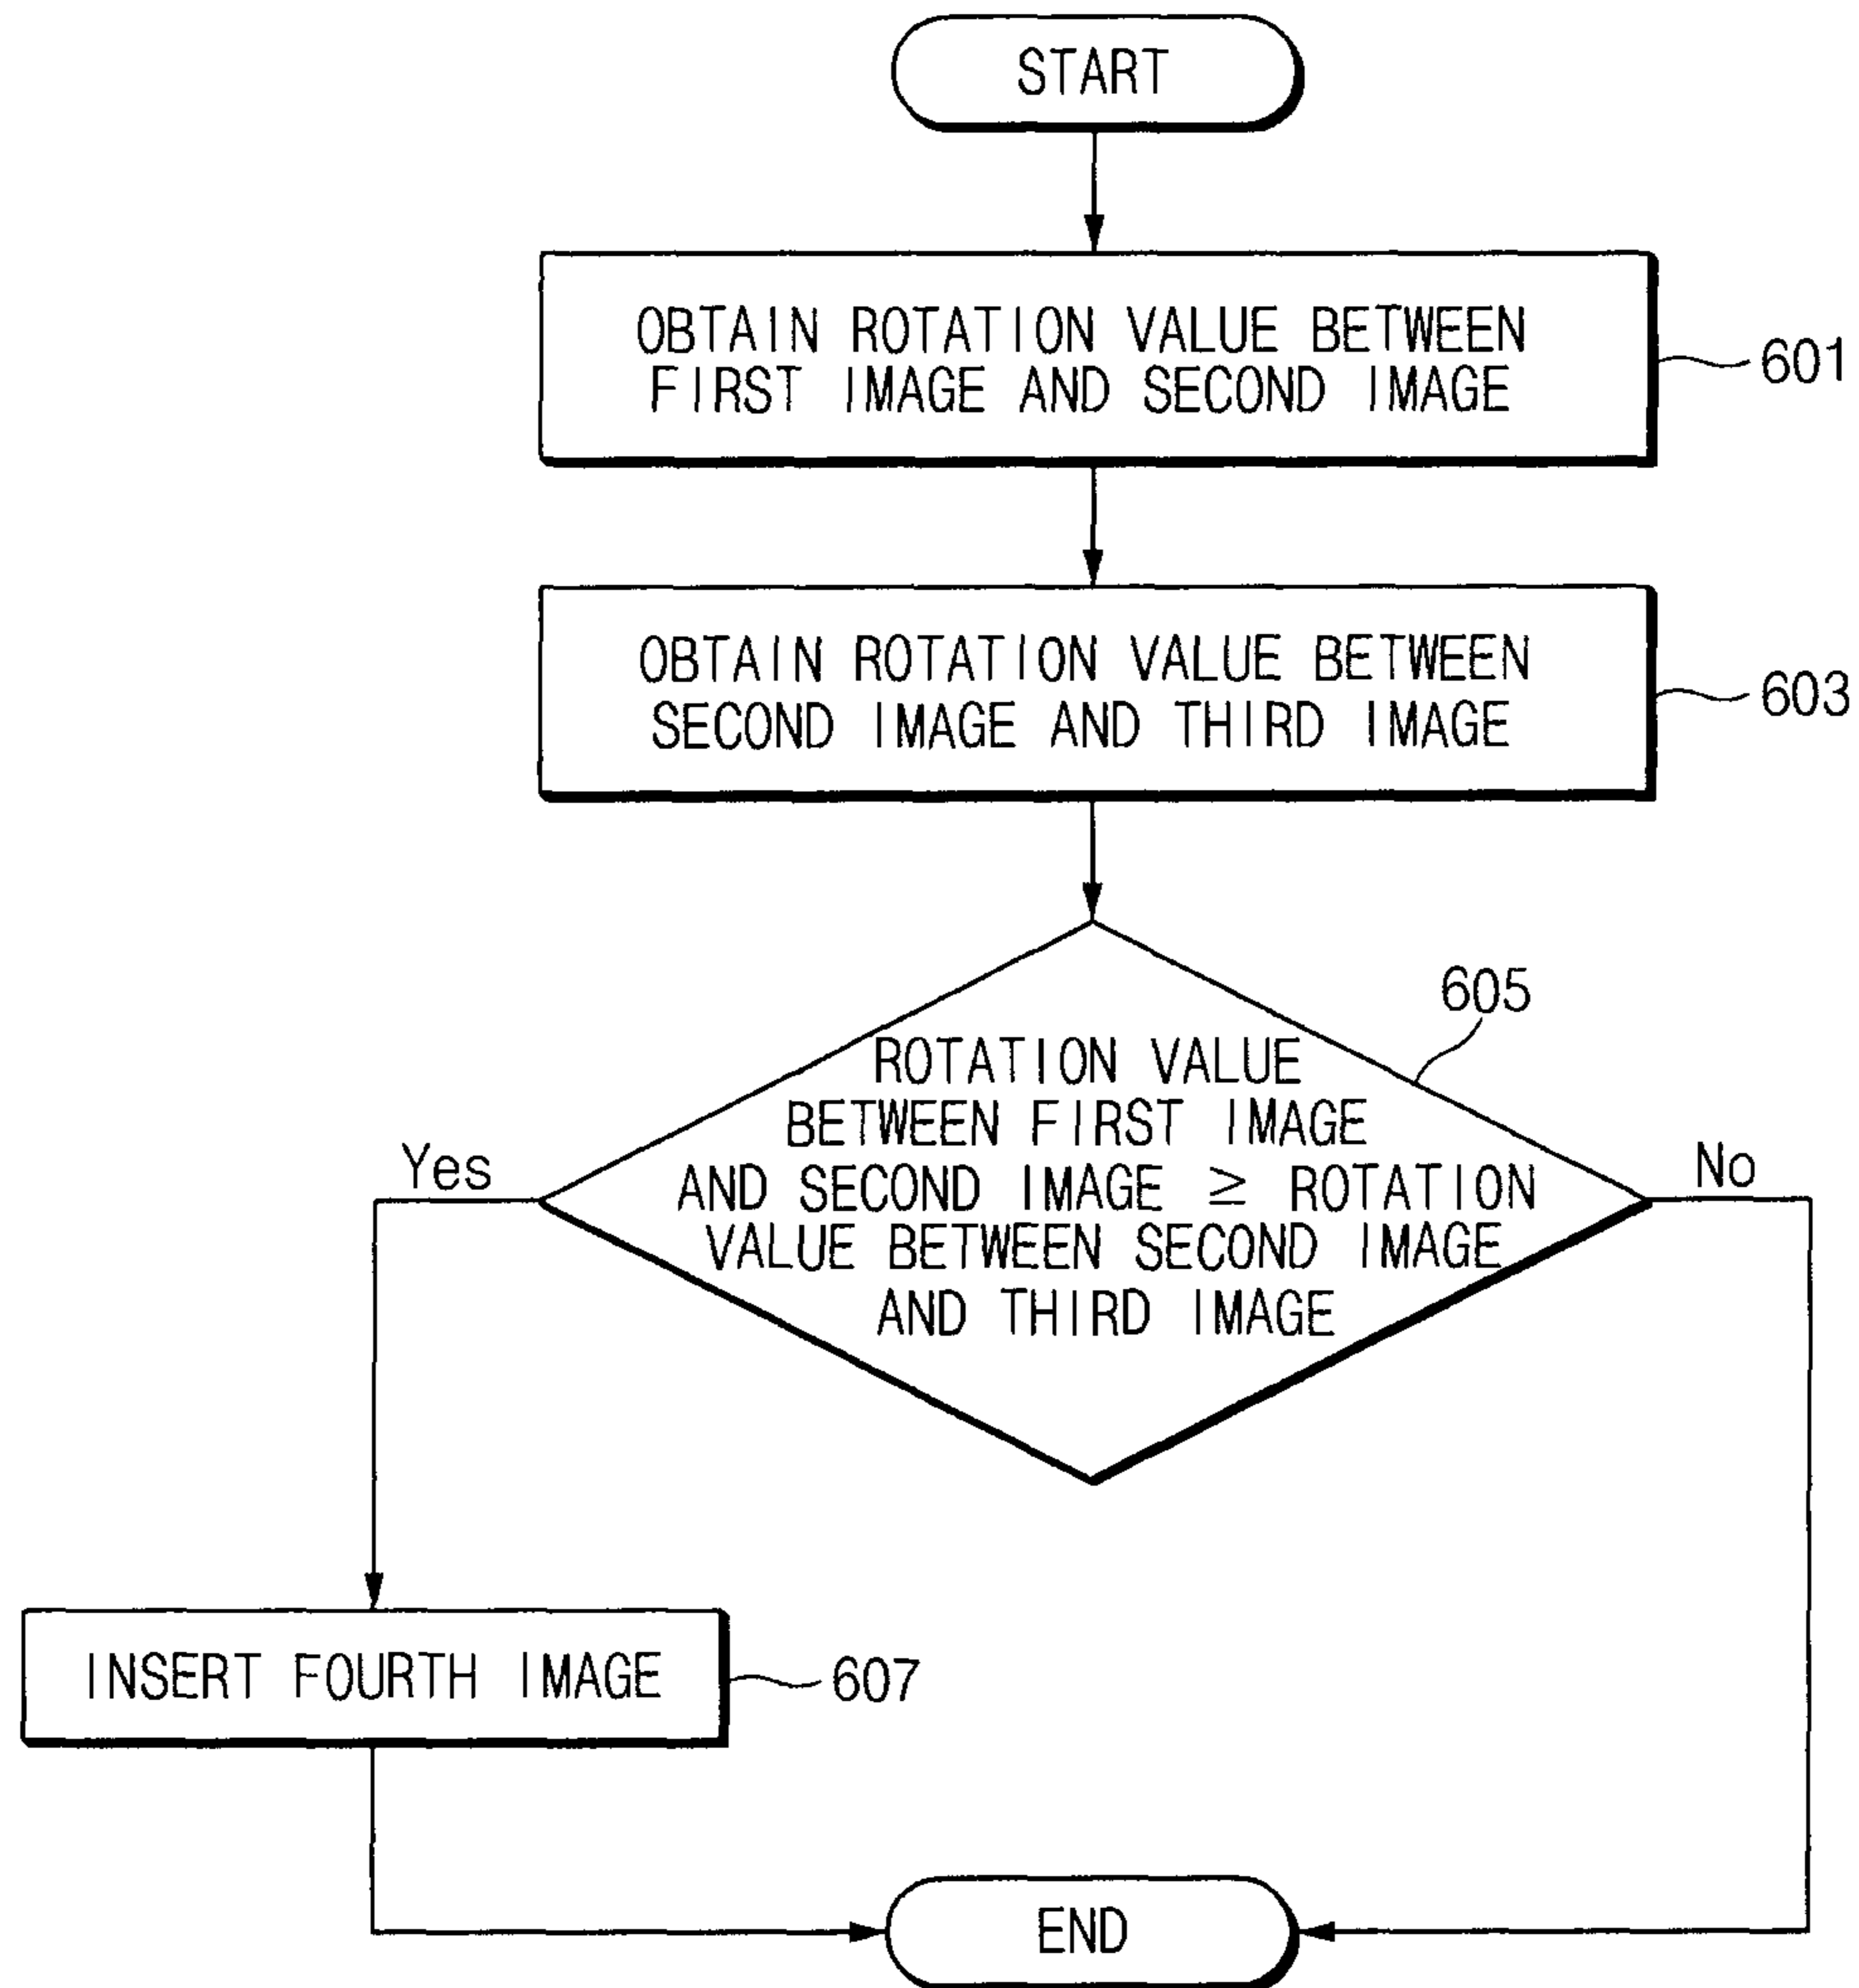 START
OBTAIN ROTATION VALUE BETWEEN
FIRST IMAGE AND SECOND IMAGE
601
OBTAIN ROTATION VALUE BETWEEN
SECOND IMAGE AND THIRD IMAGE
603
605
ROTATION VALUE
BETWEEN FIRST IMAGE
AND SECOND IMAGE ≥ ROTATION
VALUE BETWEEN SECOND IMAGE
AND THIRD IMAGE
Yes
No
INSERT FOURTH IMAGE
607
END